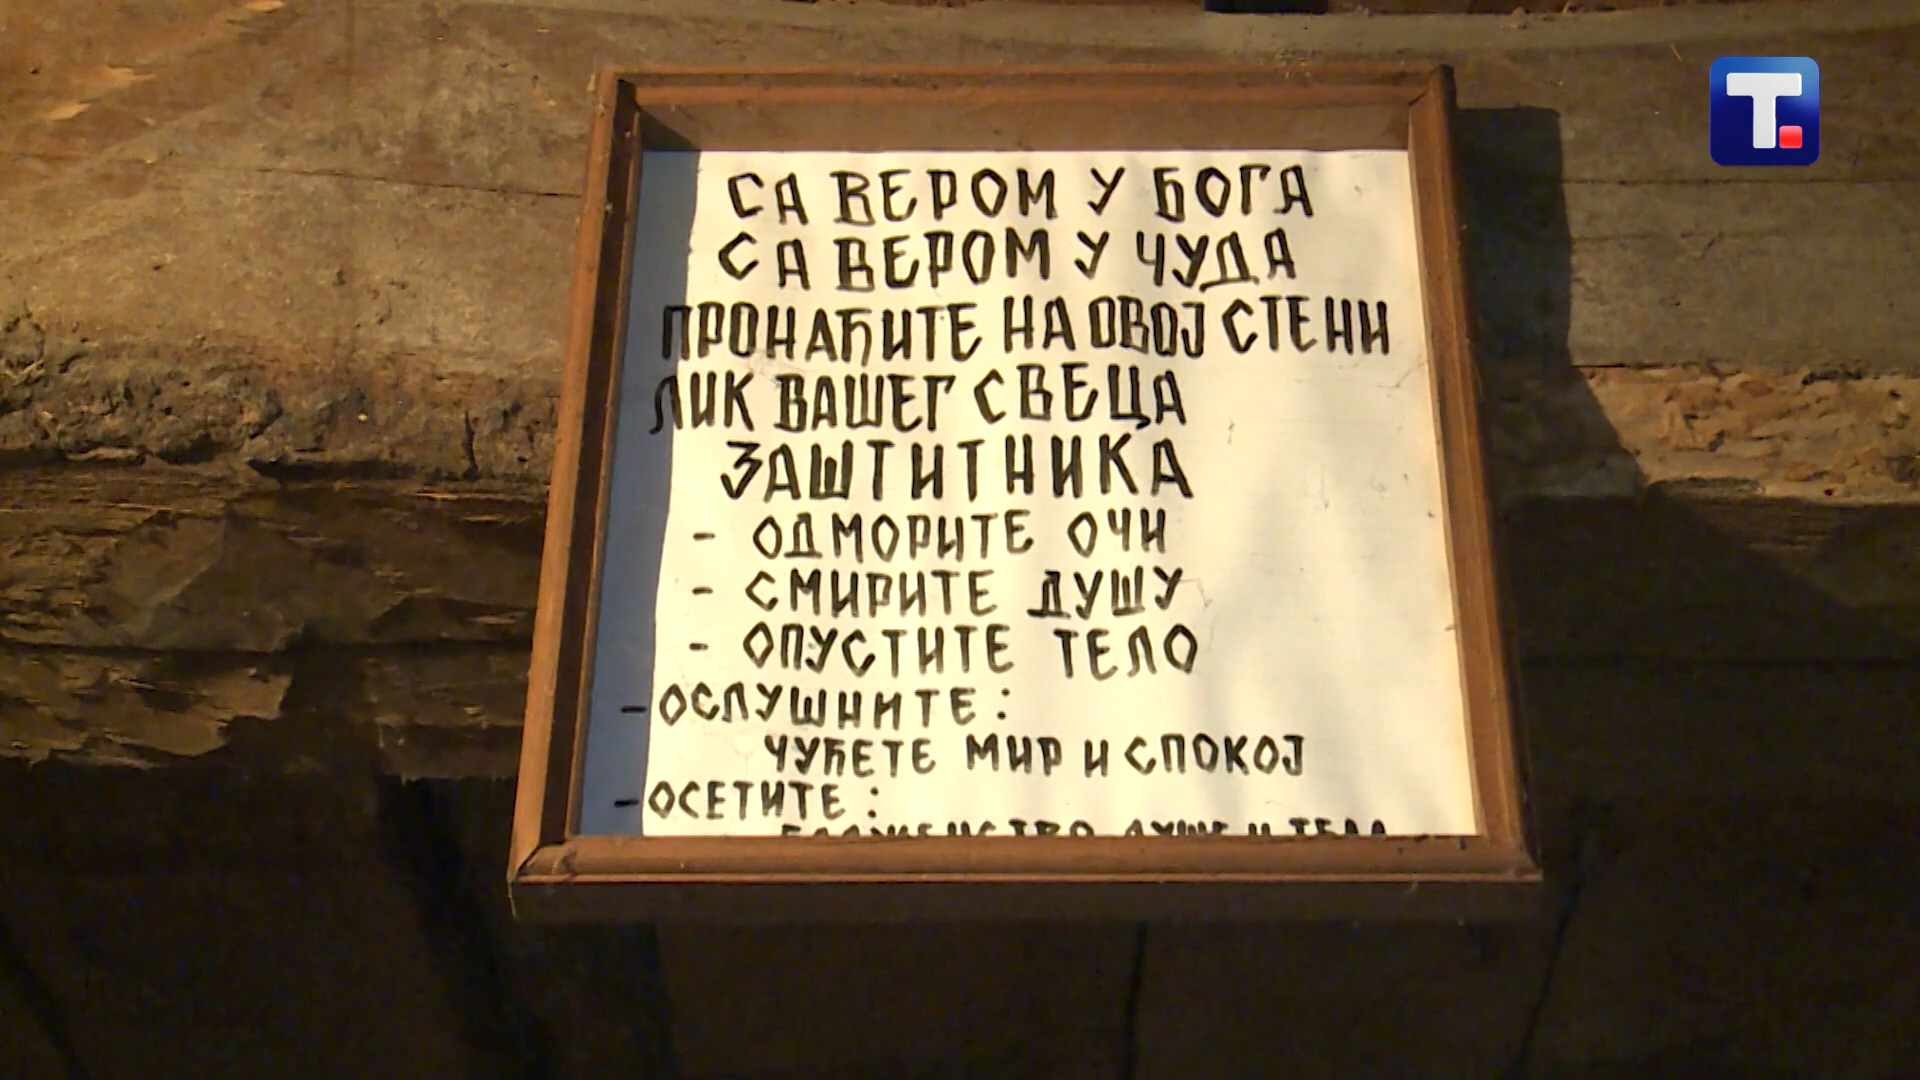 Т.
СА ВЕРОМ У БОГА
СА ВЕРОМ У ЧУДА
ПРОНАЂИТЕ НА ОВОЈ СТЕНИ
ЛИК ВАШЕГ СВЕЦА
ЗАШТИТНИКА
- ОДМОРИТЕ ОЧИ
- СМИРИТЕ ДУШУ
- ОПУСТИТЕ ТЕЛО
- ОСЛУШНИТЕ:
ЧУЋЕТЕ МИР И СПОКОЈ
- ОСЕТИТЕ: